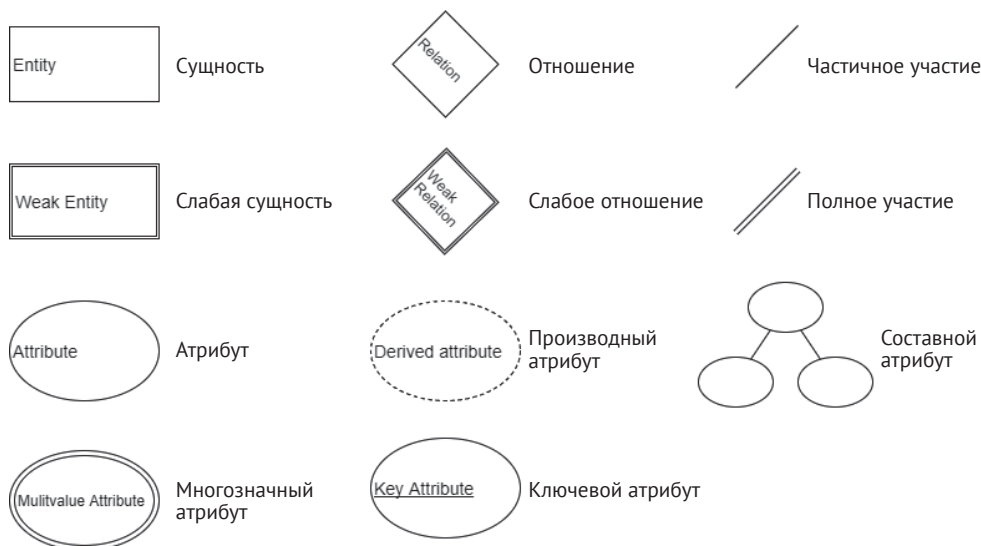 Entity
Сущность
Relation
Отношение
Частичное участие
Weak Entity
Слабая сущность
Weak
Relation
Слабое отношение
Полное участие
Attribute
Атрибут
Derived attribute
Производный
атрибут
Составной
атрибут
Mulitvalue Attribute
Многозначный
атрибут
Key Attribute
Ключевой атрибут